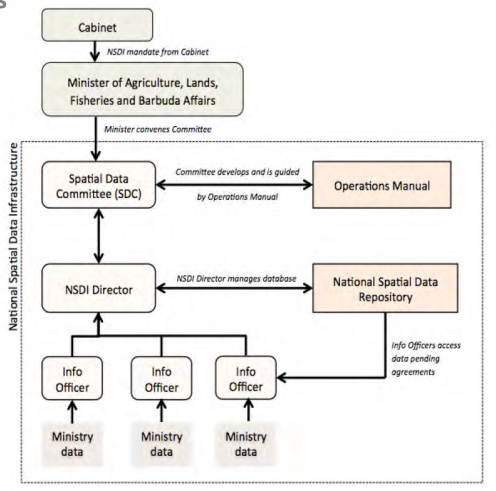 s
Cabinet
NSDI mandate from Cabinet
Minister of Agriculture, Lands,
Fisheries and Barbuda Affairs
Minister convenes Committee
National Spatial Data Infrastructure
Spatial Data
Committee (SDC)
Committee develops and is guided
by Operations Manual
Operations Manual
NSDI Director
NSDI Director manages database
National Spatial Data
Repository
Info Officers access
data pending
agreements
Info
Officer
Info
Officer
Info
Officer
Ministry
data
Ministry
data
Ministry
data